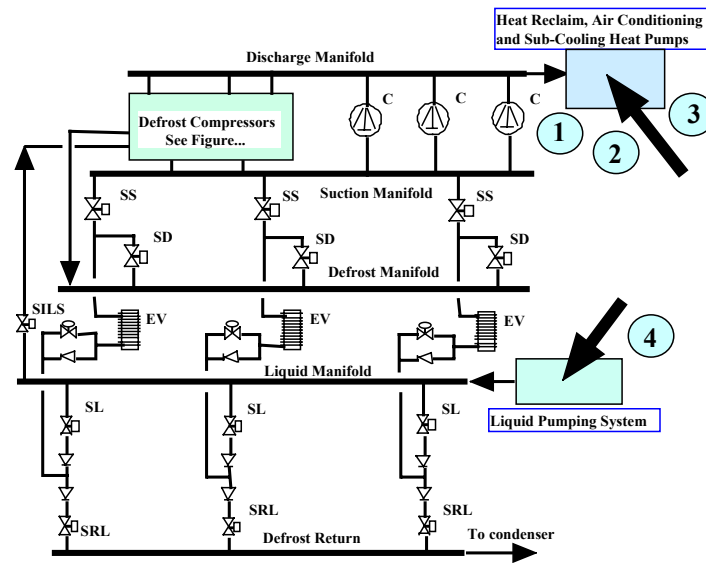 Heat Reclaim, Air Conditioning
and Sub-Cooling Heat Pumps
Discharge Manifold
C
C
C
3
1
2
Defrost Compressors
See Figure...
Suction Manifold
SS
SS
SS
SD
SD
SD
Defrost Manifold
SILS
EV
EV
EV
4
Liquid Manifold
SL
SL
SL
Liquid Pumping System
SRL
SRL
SRL
Defrost Return
To condenser